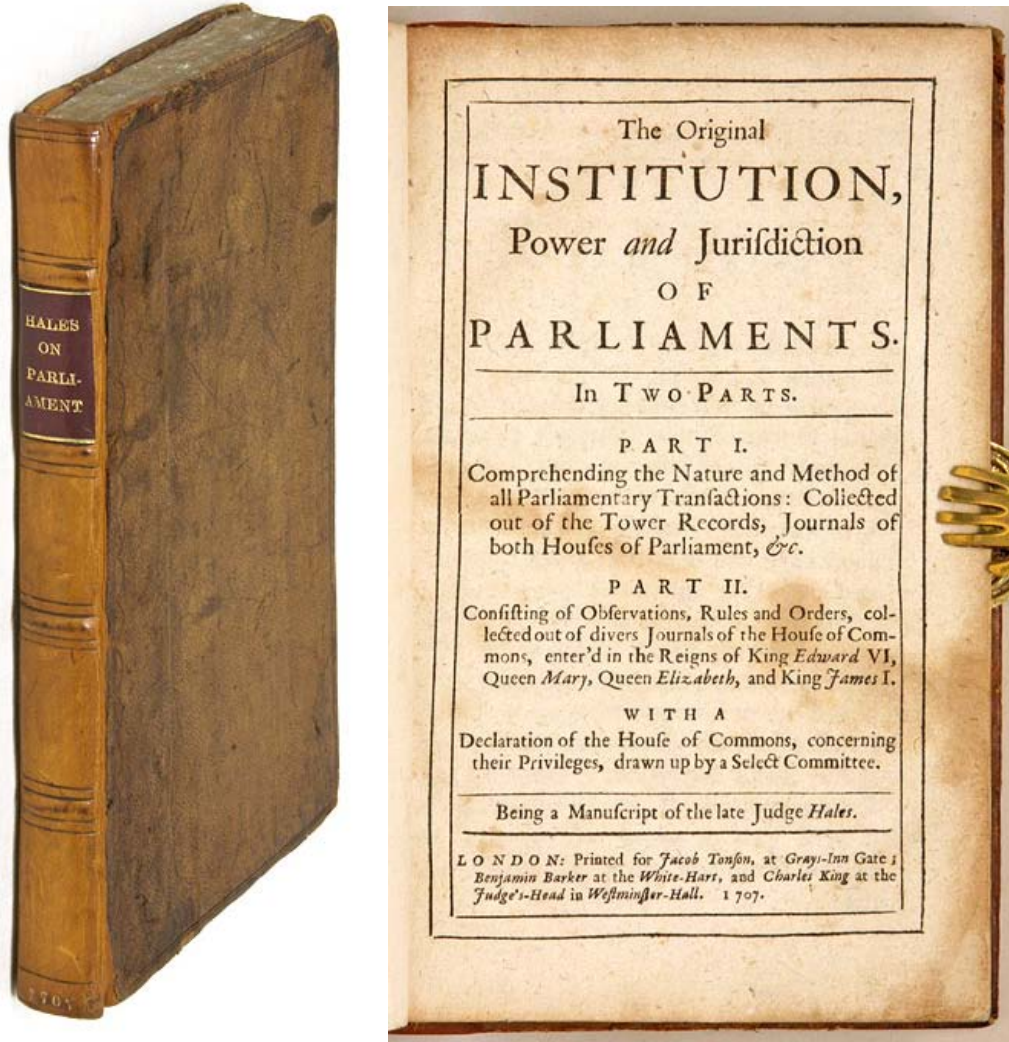 HALES
ON
PARLI-
AMENT
1707
The Original
INSTITUTION,
Power and Juriſdiction
OF
PARLIAMENTS.
In TWO PARTS.
PART I.
Comprehending the Nature and Method of
all Parliamentary Tranſactions: Collected
out of the Tower Records, Journals of
both Houſes of Parliament, &c.
PART II.
Conſiſting of Obſervations, Rules and Orders, col-
lected out of divers Journals of the Houſe of Com-
mons, enter'd in the Reigns of King Edward VI,
Queen Mary, Queen Elizabeth, and King James I.
WITH A
Declaration of the Houſe of Commons, concerning
their Privileges, drawn up by a Select Committee.
Being a Manuſcript of the late Judge Hales.
LONDON: Printed for Jacob Tonſon, at Grays-Inn Gate;
Benjamin Barker at the White-Hart, and Charles King at the
Judge's-Head in Weſtminſter-Hall. 1707.